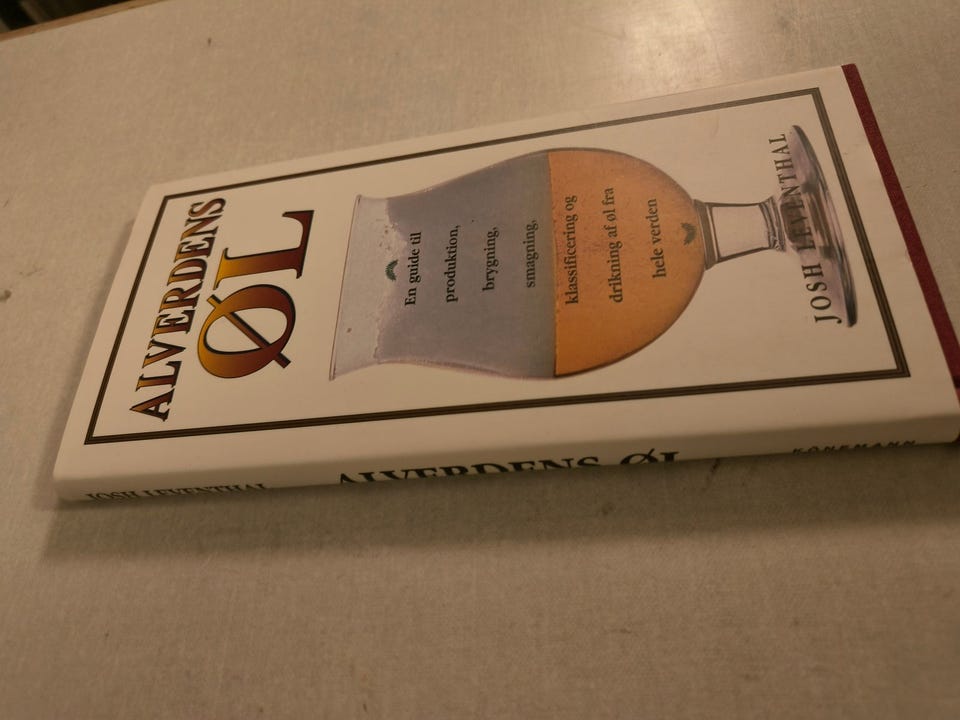 ALVERDENS
ØL
En guide til
produktion,
brygning,
smagning,
klassificering og
drikning af øl fra
hele verden
JOSH LEVENTHAL
JOSH LEVENTHAL
ALVERDENS ØL
KÖNEMANN